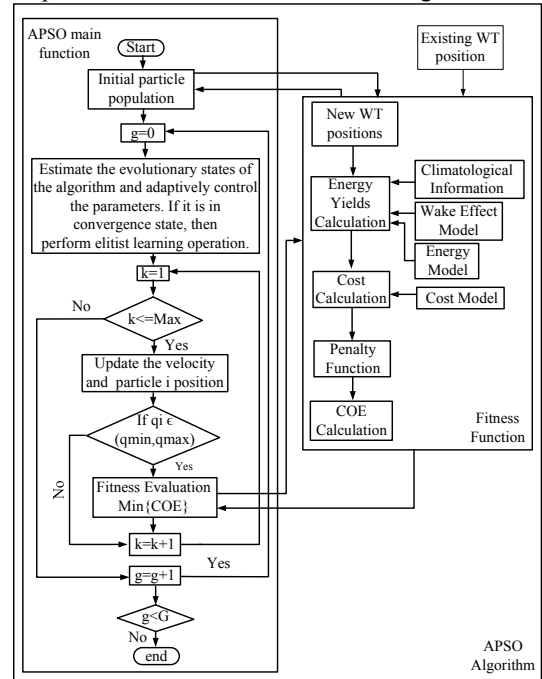 APSO main
function
Start
Initial particle
population
g=0
Estimate the evolutionary states
of the algorithm and adaptively control
the parameters. If it is in
convergence state, then
perform elitist learning operation.
k=1
No
k<=Max
Yes
Update the velocity
and particle i position
If qi ϵ
(qmin,qmax)
Yes
No
Fitness Evaluation
Min{COE}
k=k+1
g=g+1
Yes
g<G
No
end
Existing WT
position
New WT
positions
Climatological
Information
Energy
Yields
Calculation
Wake Effect
Model
Energy
Model
Cost
Calculation
Cost Model
Penalty
Function
COE
Calculation
Fitness
Function
APSO
Algorithm